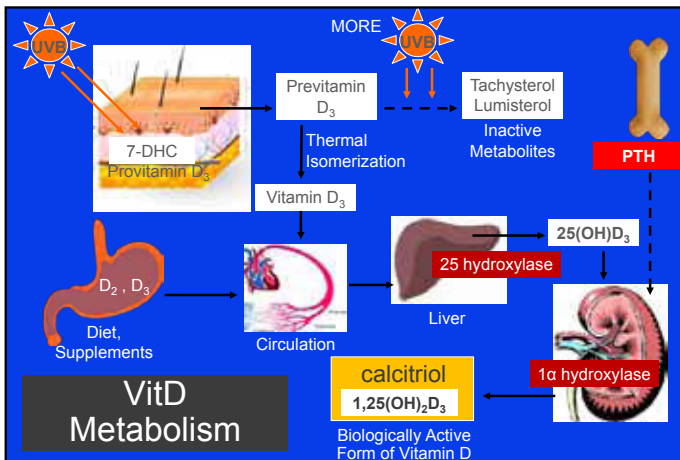 UVB
MORE
UVB
Previtamin
D₃
Tachysterol
Lumisterol
Inactive
Metabolites
7-DHC
Provitamin D₃
Thermal
Isomerization
PTH
Vitamin D₃
D₂ , D₃
Diet,
Supplements
Circulation
Liver
25 hydroxylase
25(OH)D₃
1α hydroxylase
calcitriol
1,25(OH)₂D₃
Biologically Active
Form of Vitamin D
VitD
Metabolism